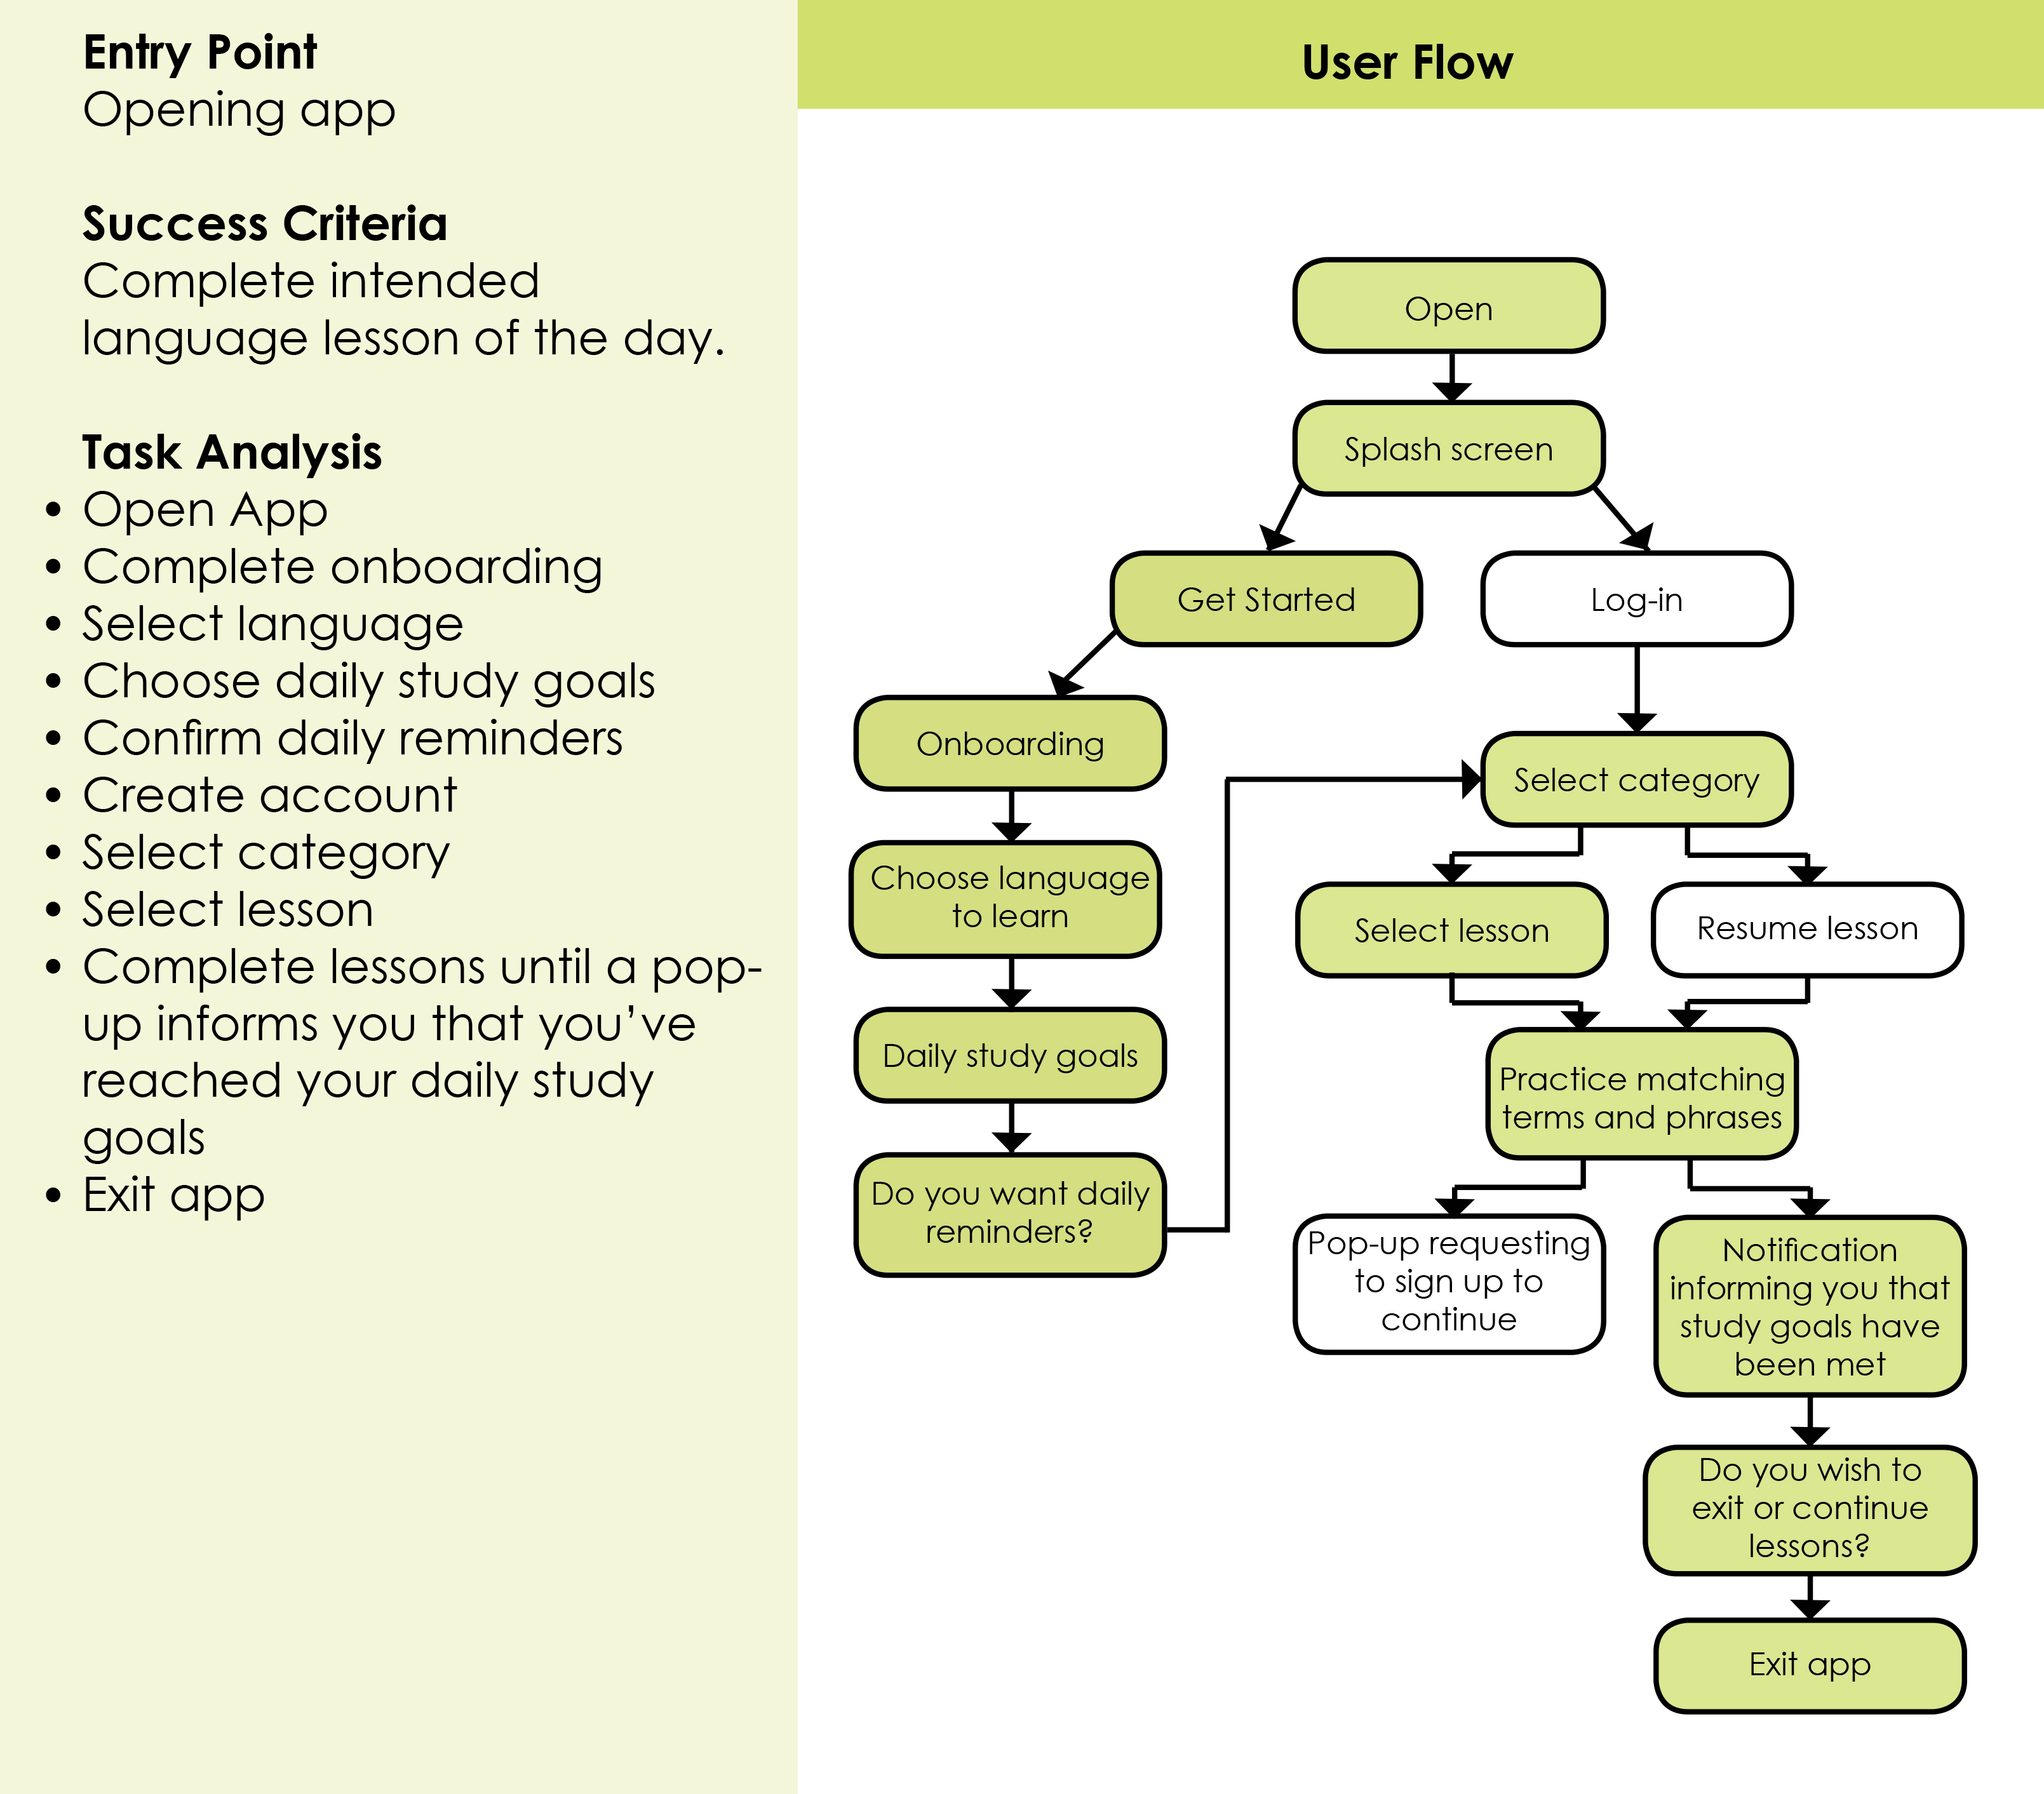 Entry Point
Opening app
Success Criteria
Complete intended
language lesson of the day.
Task Analysis
• Open App
• Complete onboarding
• Select language
• Choose daily study goals
• Confirm daily reminders
• Create account
• Select category
• Select lesson
• Complete lessons until a pop-
up informs you that you’ve
reached your daily study
goals
• Exit app
User Flow
Open
Splash screen
Get Started
Log-in
Onboarding
Choose language
to learn
Daily study goals
Do you want daily
reminders?
Select category
Select lesson
Resume lesson
Practice matching
terms and phrases
Pop-up requesting
to sign up to
continue
Notification
informing you that
study goals have
been met
Do you wish to
exit or continue
lessons?
Exit app